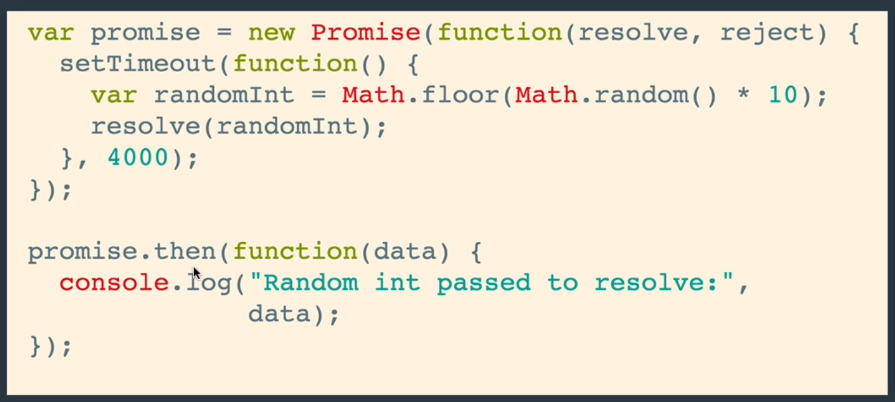 var promise = new Promise(function(resolve, reject) {
  setTimeout(function() {
    var randomInt = Math.floor(Math.random() * 10);
    resolve(randomInt);
  }, 4000);
});

promise.then(function(data) {
  console.log("Random int passed to resolve:",
              data);
});